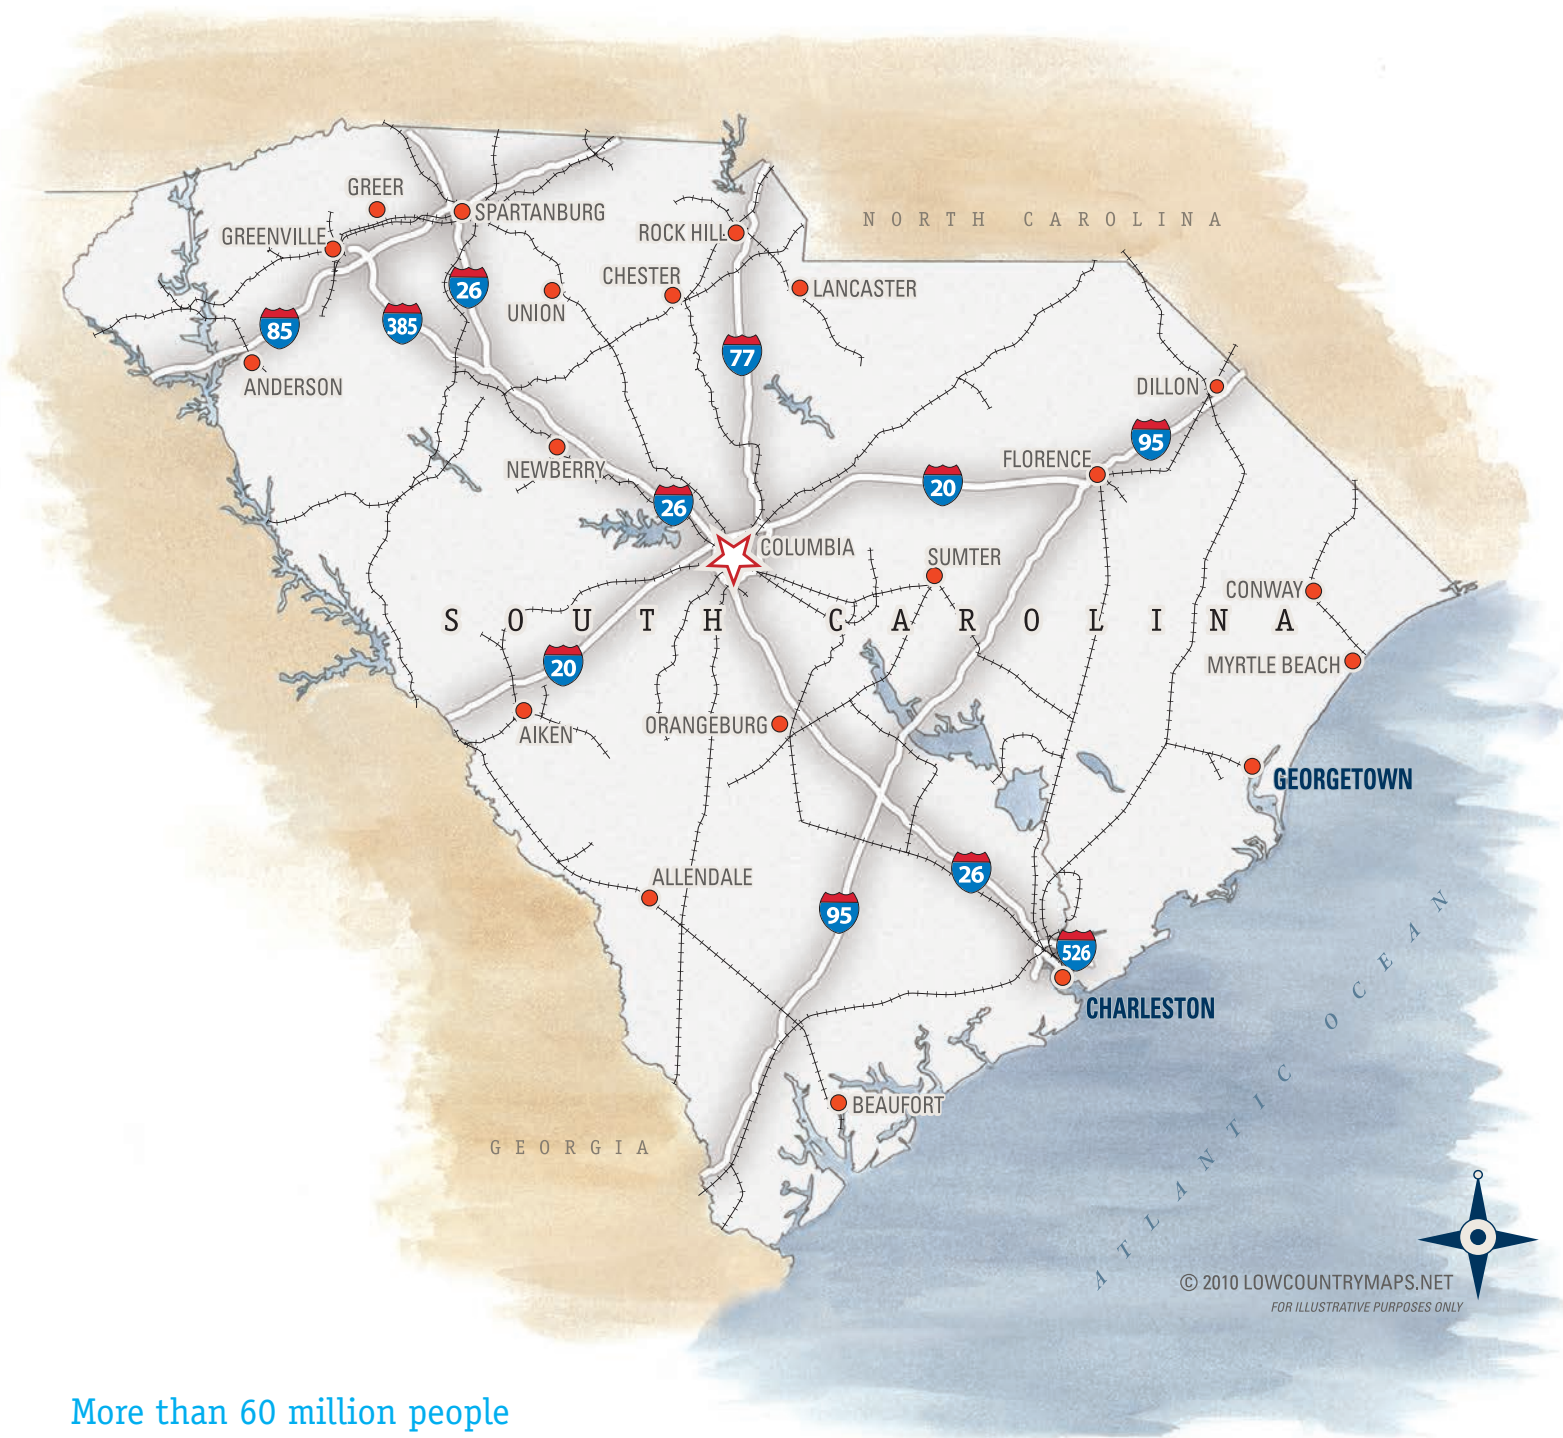 GREER
SPARTANBURG
NORTH CAROLINA
GREENVILLE
ROCK HILL
CHESTER
LANCASTER
26
UNION
85
385
77
ANDERSON
DILLON
95
FLORENCE
NEWBERRY
20
26
COLUMBIA
SUMTER
CONWAY
SOUTH CAROLINA
20
MYRTLE BEACH
AIKEN
ORANGEBURG
GEORGETOWN
ALLENDALE
26
95
526
CHARLESTON
ATLANTIC OCEAN
BEAUFORT
GEORGIA
© 2010 LOWCOUNTRYMAPS.NET
FOR ILLUSTRATIVE PURPOSES ONLY
More than 60 million people